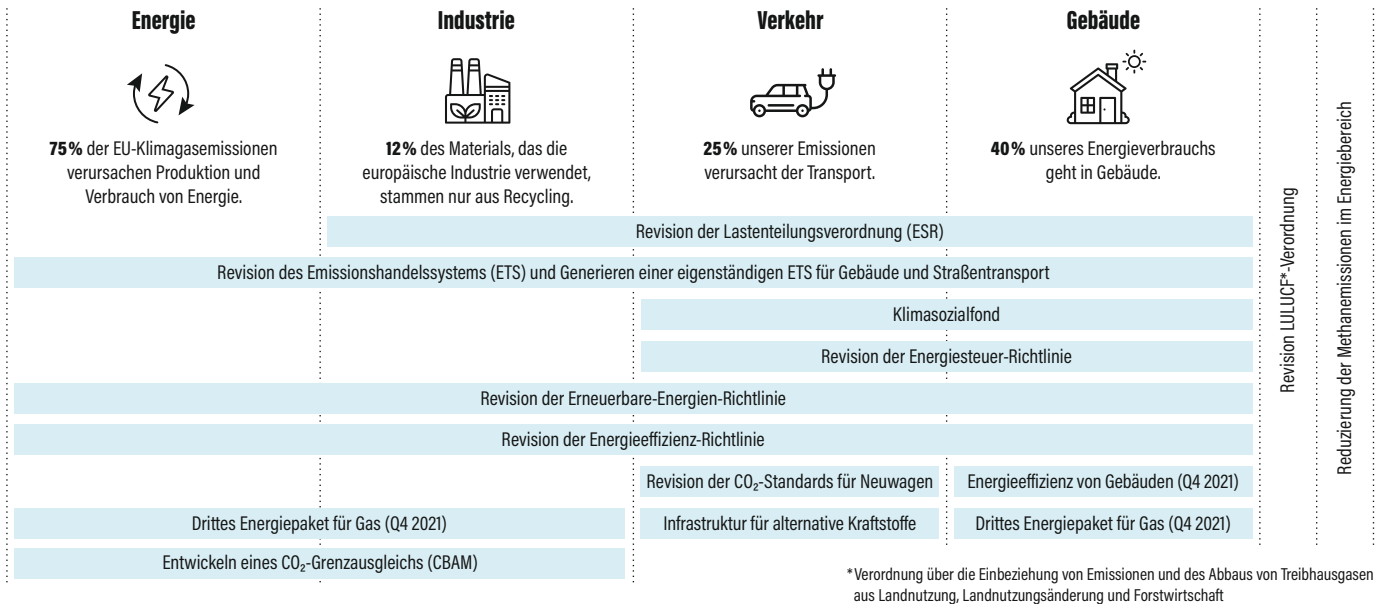 Energie
75 % der EU-Klimagasemissionen
verursachen Produktion und
Verbrauch von Energie.
Industrie
12 % des Materials, das die
europäische Industrie verwendet,
stammen nur aus Recycling.
Verkehr
25 % unserer Emissionen
verursacht der Transport.
Gebäude
40 % unseres Energieverbrauchs
geht in Gebäude.
Revision der Lastenteilungsverordnung (ESR)
Revision des Emissionshandelssystems (ETS) und Generieren einer eigenständigen ETS für Gebäude und Straßentransport
Klimasozialfond
Revision der Energiesteuer-Richtlinie
Revision der Erneuerbare-Energien-Richtlinie
Revision der Energieeffizienz-Richtlinie
Revision der CO₂-Standards für Neuwagen
Energieeffizienz von Gebäuden (Q4 2021)
Drittes Energiepaket für Gas (Q4 2021)
Infrastruktur für alternative Kraftstoffe
Drittes Energiepaket für Gas (Q4 2021)
Entwickeln eines CO₂-Grenzausgleichs (CBAM)
Revision LULUCF*-Verordnung
Reduzierung der Methanemissionen im Energiebereich
*Verordnung über die Einbeziehung von Emissionen und des Abbaus von Treibhausgasen
aus Landnutzung, Landnutzungsänderung und Forstwirtschaft